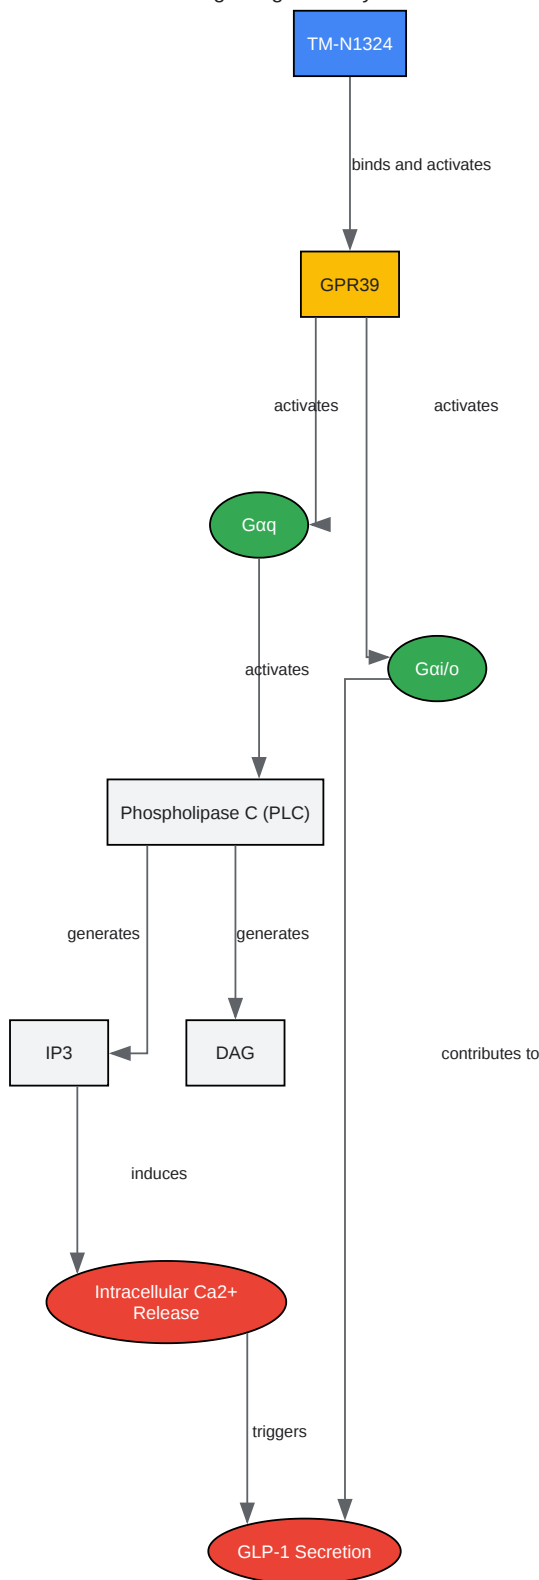 TM-N1324
binds and activates
GPR39
activates
activates
Gαq
Gαi/o
activates
Phospholipase C (PLC)
generates
generates
IP3
DAG
contributes to
induces
Intracellular Ca2+
Release
triggers
GLP-1 Secretion